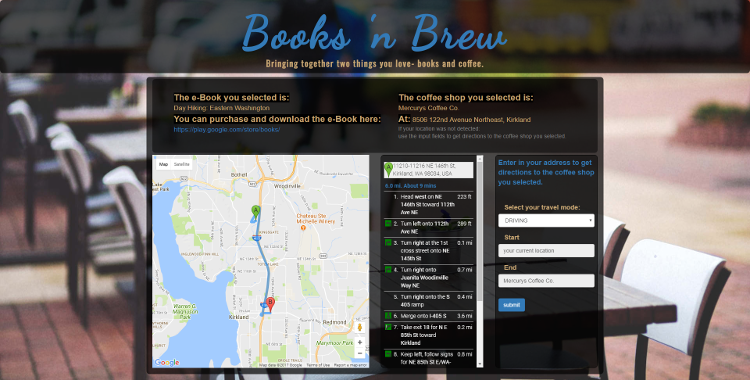 Books 'n Brew
Bringing together two things you love- books and coffee.
The e-Book you selected is:
Day Hiking: Eastern Washington
You can purchase and download the e-Book here:
https://play.google.com/store/books/
The coffee shop you selected is:
Mercurys Coffee Co.
At: 8506 122nd Avenue Northeast, Kirkland
If your location was not detected,
use the input fields to get directions to the coffee shop you selected.
Map Satellite
Bothell
Woodinville
Chateau Ste
Michelle Winery
Kirkland
Redmond
Marymoor Park
Warren G.
Magnuson
Park
A
B
Google
Map data ©2017 Google Terms of Use Report a map error
A
11210-11216 NE 146th St,
Kirkland, WA 98034, USA
6.8 mi. About 9 mins
1. Head west on NE 146th St toward 112th Ave NE 223 ft
2. Turn left onto 112th Ave NE 299 ft
3. Turn right at the 1st cross street onto NE 145th St 0.1 mi
4. Turn right onto Juanita Woodinville Way NE 0.7 mi
5. Turn right onto the S 405 ramp 0.4 mi
6. Merge onto I-405 S 3.6 mi
7. Take exit 18 for NE 85th St toward Kirkland 0.2 mi
8. Keep left, follow signs for NE 85th St E/WA- 0.8 mi
Enter in your address to get
directions to the coffee shop
you selected.
Select your travel mode:
DRIVING
Start
your current location
End
Mercurys Coffee Co.
submit